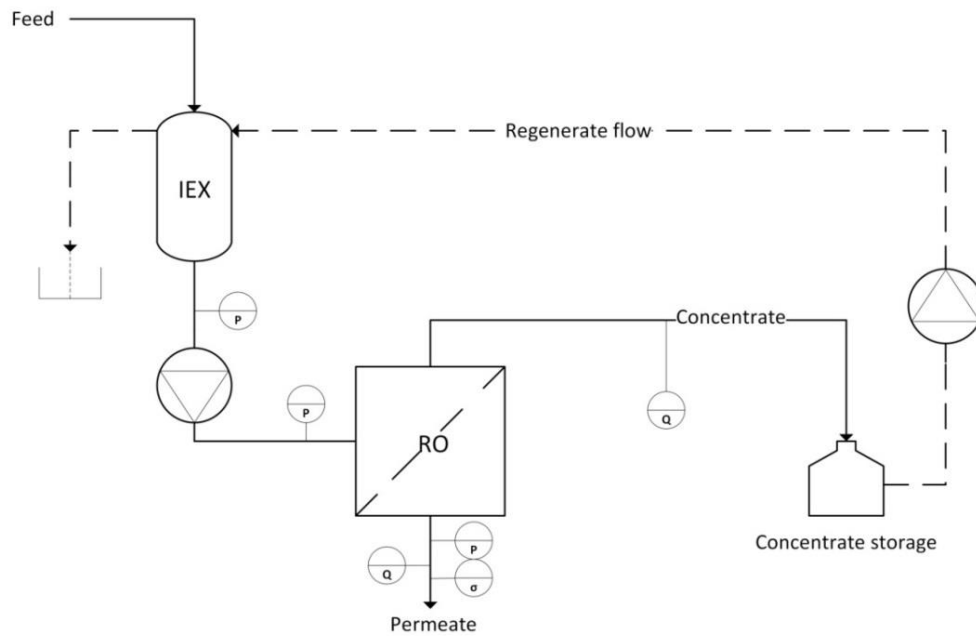 Feed
Regenerate flow
IEX
P
Concentrate
P
Q
RO
P
Q
σ
Concentrate storage
Permeate